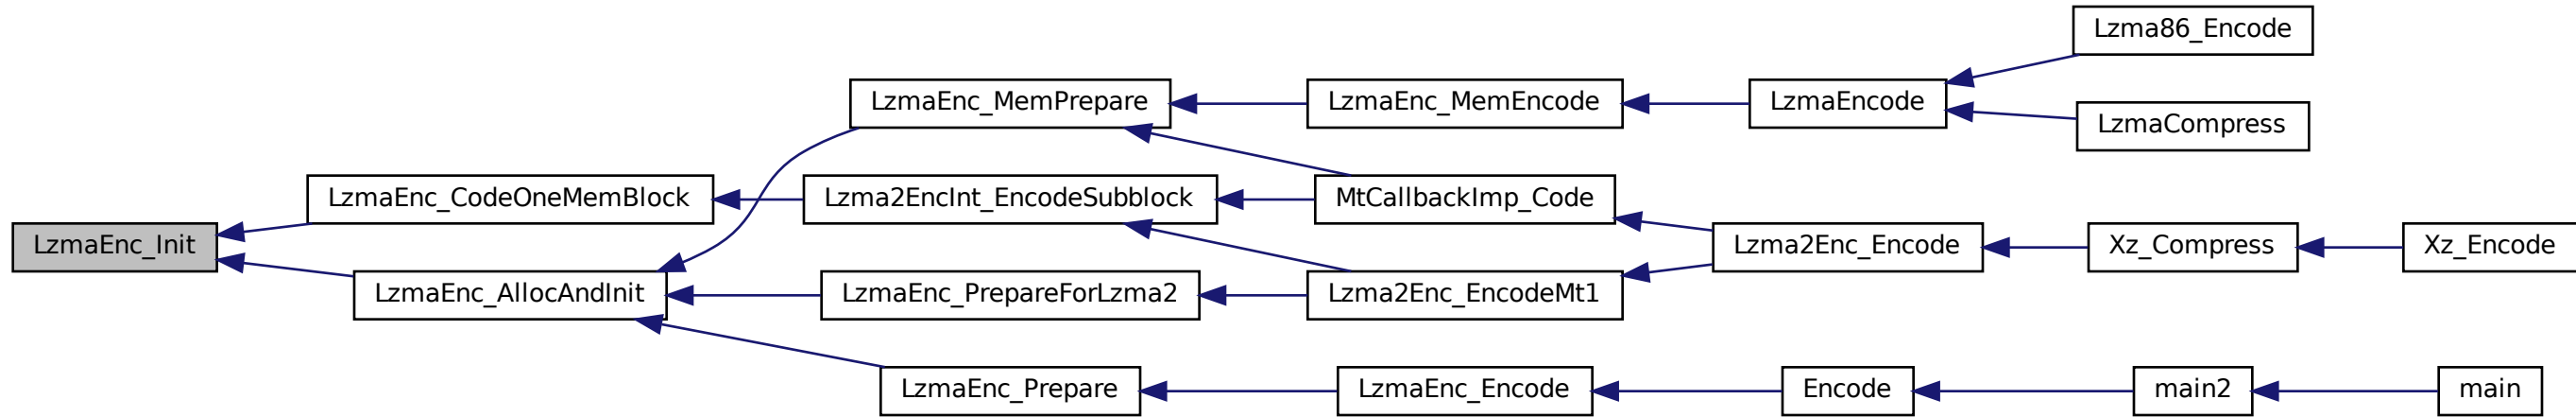 Lzma86_Encode
LzmaEnc_MemPrepare
LzmaEnc_MemEncode
LzmaEncode
LzmaCompress
LzmaEnc_CodeOneMemBlock
Lzma2EncInt_EncodeSubblock
MtCallbackImp_Code
LzmaEnc_Init
Lzma2Enc_Encode
Xz_Compress
Xz_Encode
LzmaEnc_AllocAndInit
LzmaEnc_PrepareForLzma2
Lzma2Enc_EncodeMt1
LzmaEnc_Prepare
LzmaEnc_Encode
Encode
main2
main